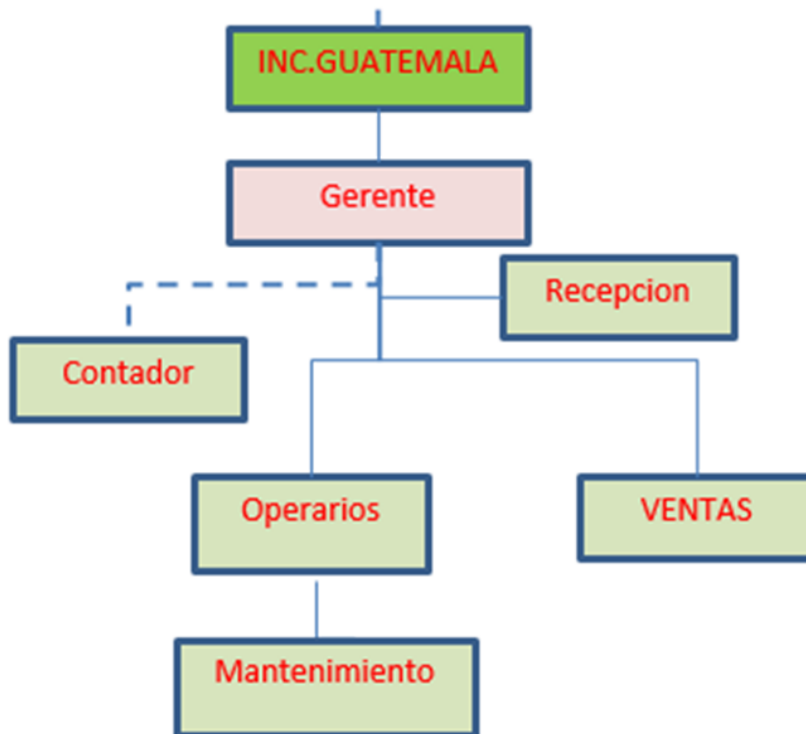 INC.GUATEMALA
Gerente
Recepcion
Contador
Operarios
VENTAS
Mantenimiento